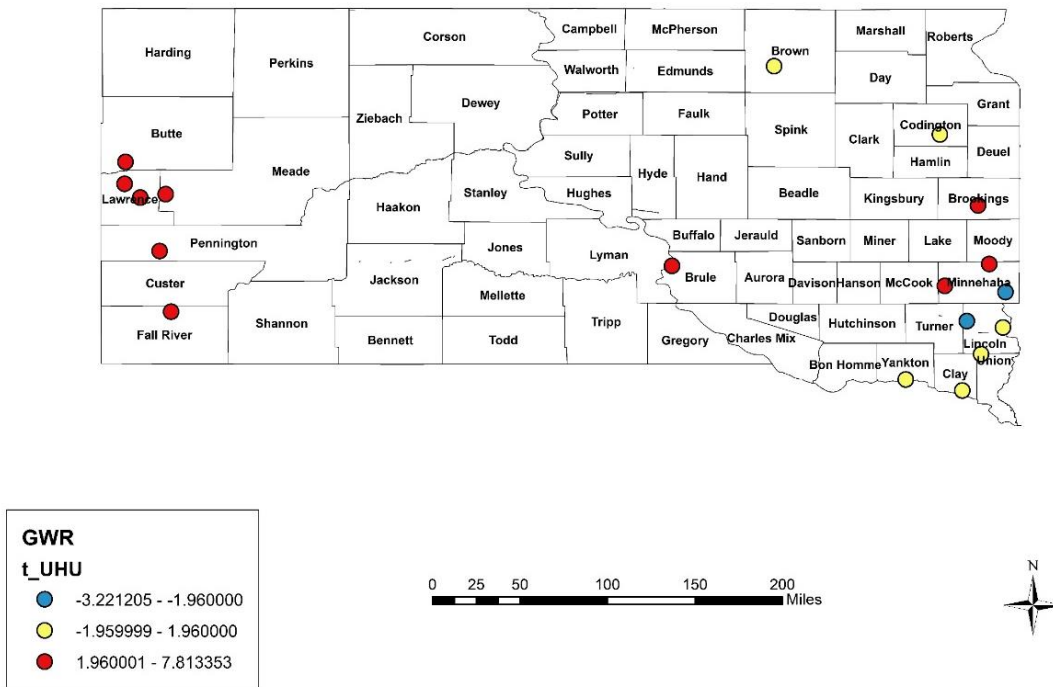 Campbell McPherson Marshall Roberts
Harding Corson Brown
Perkins Walworth Edmunds Day
Dewey Grant
Ziebach Potter Faulk Codington
Butte Spink Clark Deuel
Sully Hamlin
Meade Hyde Hand
Lawrence Haakon Stanley Hughes Beadle Kingsbury Brookings
Pennington Jones Lyman Buffalo Jerauld Sanborn Miner Lake Moody
Custer Jackson Brule Aurora Davison Hanson McCook Minnehaha
Mellette
Fall River Shannon Tripp Douglas Hutchinson Turner
Bennett Todd Gregory Charles Mix Lincoln
Bon Homme Yankton Clay Union
GWR
t_UHU
-3.221205 - -1.960000
-1.959999 - 1.960000
1.960001 - 7.813353
0 25 50 100 150 200
Miles
N